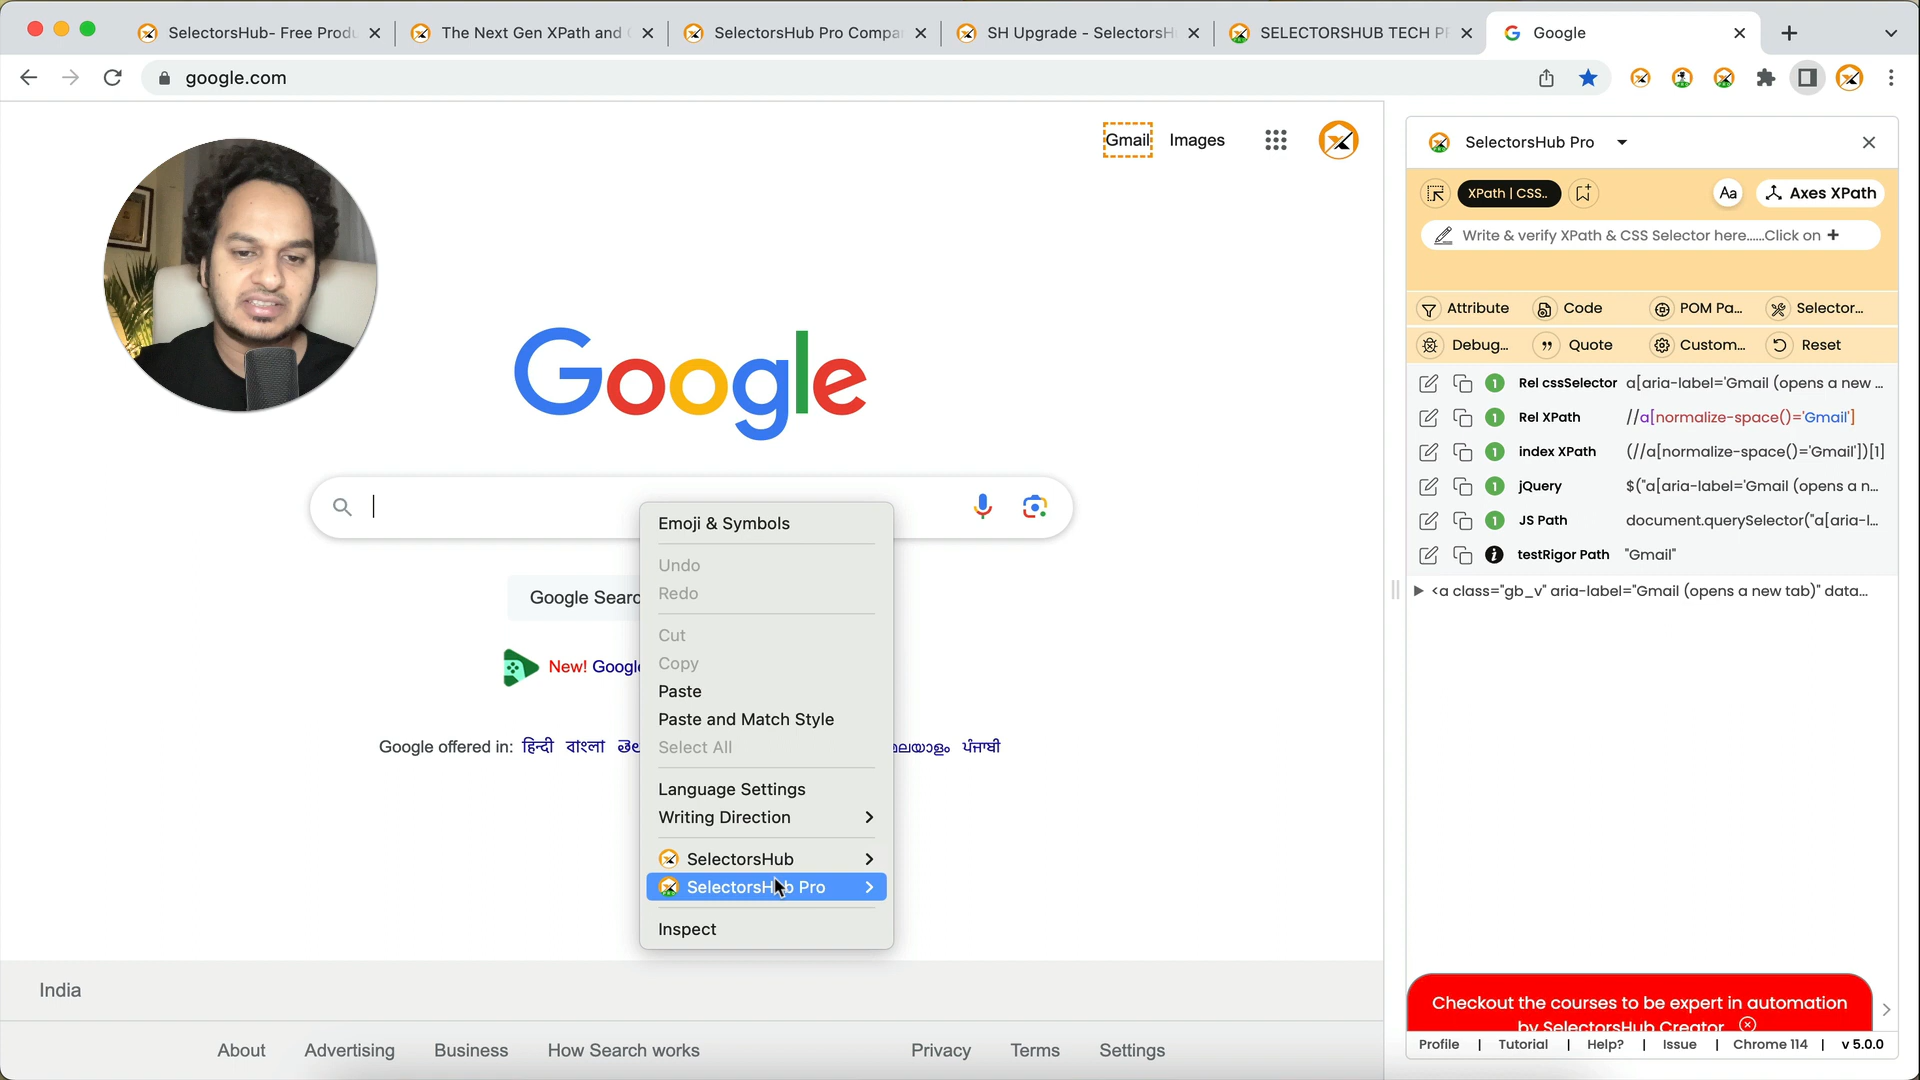 SelectorsHub- Free Produ
The Next Gen XPath and
SelectorsHub Pro Compa
SH Upgrade - SelectorsH
SELECTORSHUB TECH P
Google
google.com
Gmail
Images
Google
Google Searc
New! Google
Google offered in: हिन्दी বাংলা తెల
മലയാളം ਪੰਜਾਬੀ
Emoji & Symbols
Undo
Redo
Cut
Copy
Paste
Paste and Match Style
Select All
Language Settings
Writing Direction
SelectorsHub
SelectorsHub Pro
Inspect
India
About
Advertising
Business
How Search works
Privacy
Terms
Settings
SelectorsHub Pro
XPath | CSS..
Aa
Axes XPath
Write & verify XPath & CSS Selector here......Click on +
Attribute
Code
POM Pa...
Selector...
Debug...
Quote
Custom...
Reset
1 Rel cssSelector a[aria-label='Gmail (opens a new ...
1 Rel XPath //a[normalize-space()='Gmail']
1 index XPath (//a[normalize-space()='Gmail'])[1]
1 jQuery $("a[aria-label='Gmail (opens a n...
1 JS Path document.querySelector("a[aria-l...
testRigor Path "Gmail"
<a class="gb_v" aria-label="Gmail (opens a new tab)" data...
Checkout the courses to be expert in automation
by SelectorsHub Creator
Profile | Tutorial | Help? | Issue | Chrome 114 | v 5.0.0